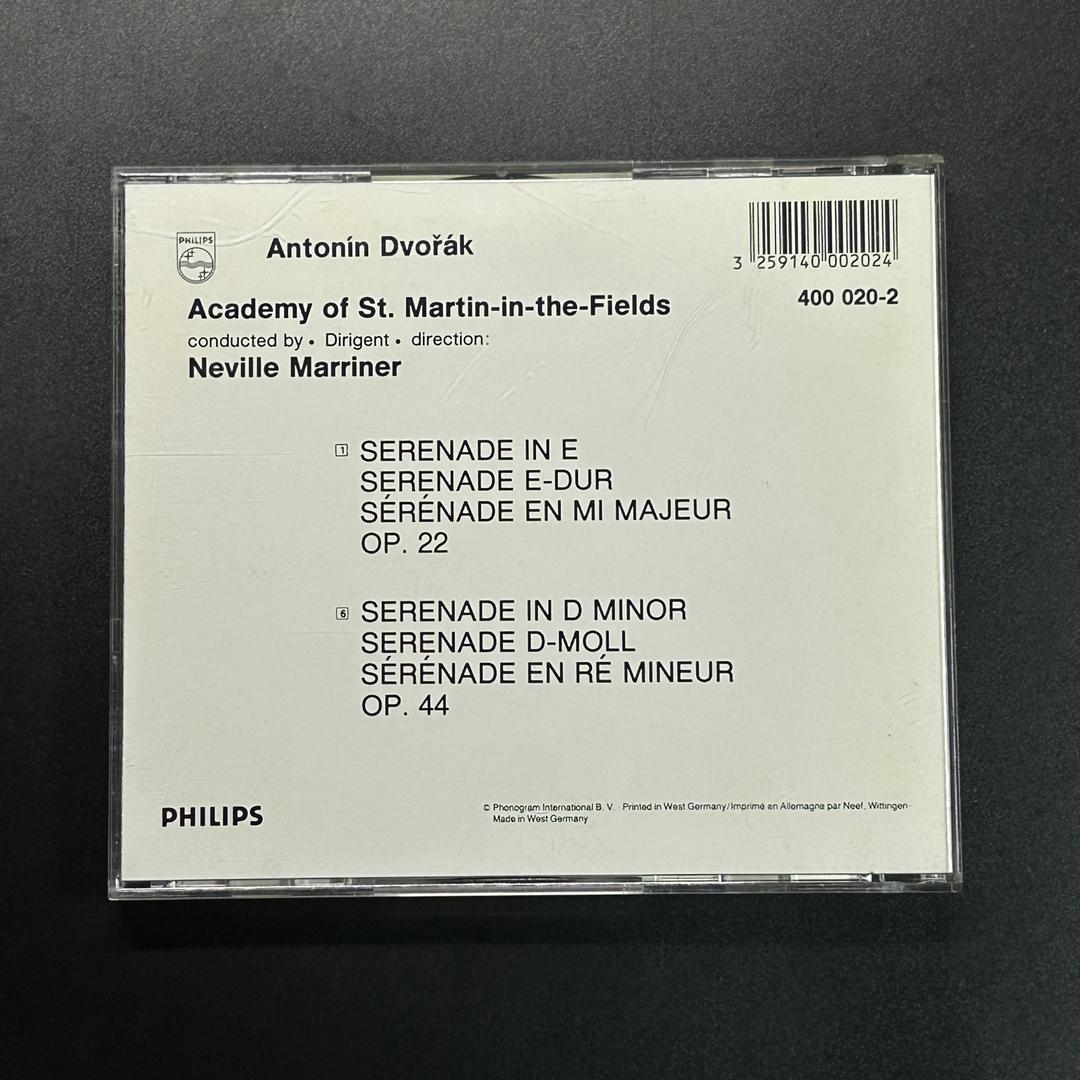 PHILIPS
Antonín Dvořák
3 259140 002024
400 020-2
Academy of St. Martin-in-the-Fields
conducted by • Dirigent • direction:
Neville Marriner
1 SERENADE IN E
SERENADE E-DUR
SÉRÉNADE EN MI MAJEUR
OP. 22
6 SERENADE IN D MINOR
SERENADE D-MOLL
SÉRÉNADE EN RÉ MINEUR
OP. 44
PHILIPS
© Phonogram International B. V. · Printed in West Germany/Imprimé en Allemagne par Neef, Wittingen ·
Made in West Germany